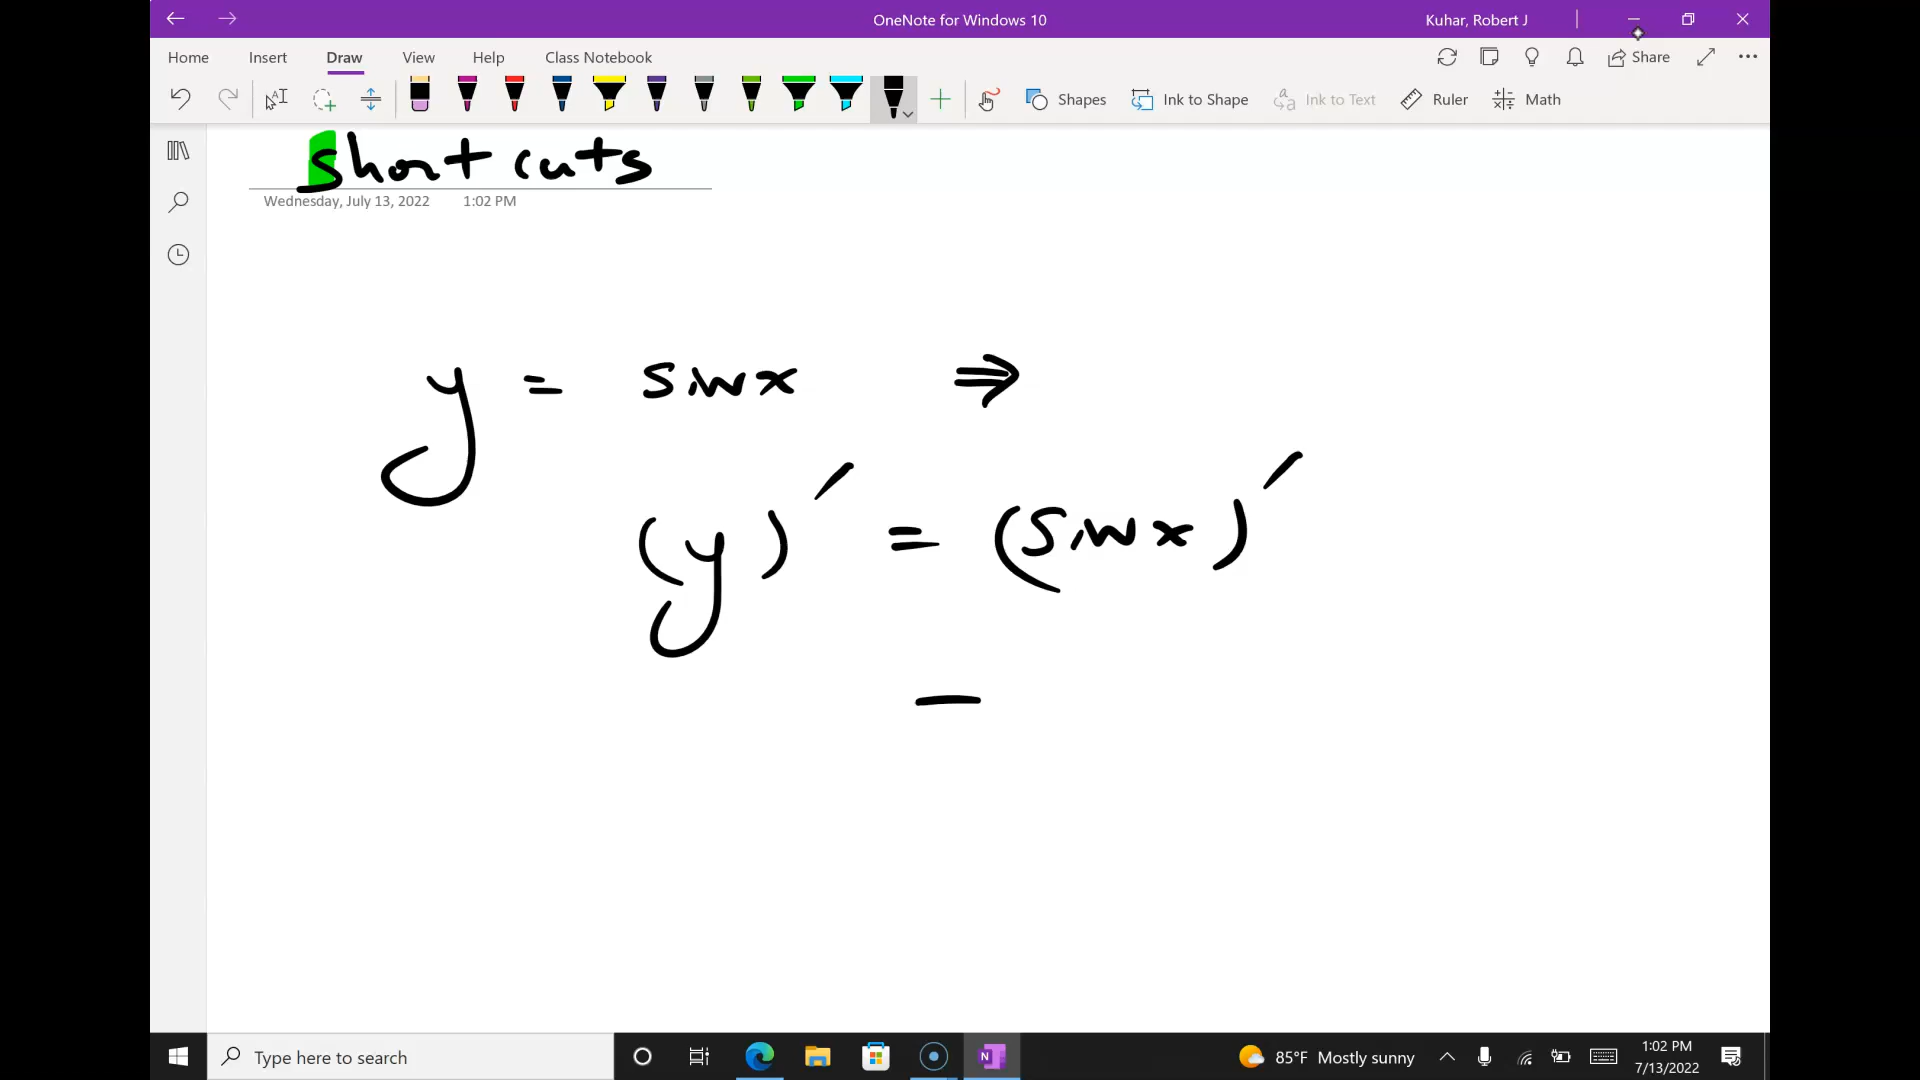 OneNote for Windows 10
Kuhar, Robert J
Home Insert Draw View Help Class Notebook
Share
Shapes Ink to Shape Ink to Text Ruler Math
Short cuts
Wednesday, July 13, 2022 1:02 PM
y = sin x ⇒
(y)′ = (sin x)′
—
Type here to search
N
85°F Mostly sunny
1:02 PM
7/13/2022